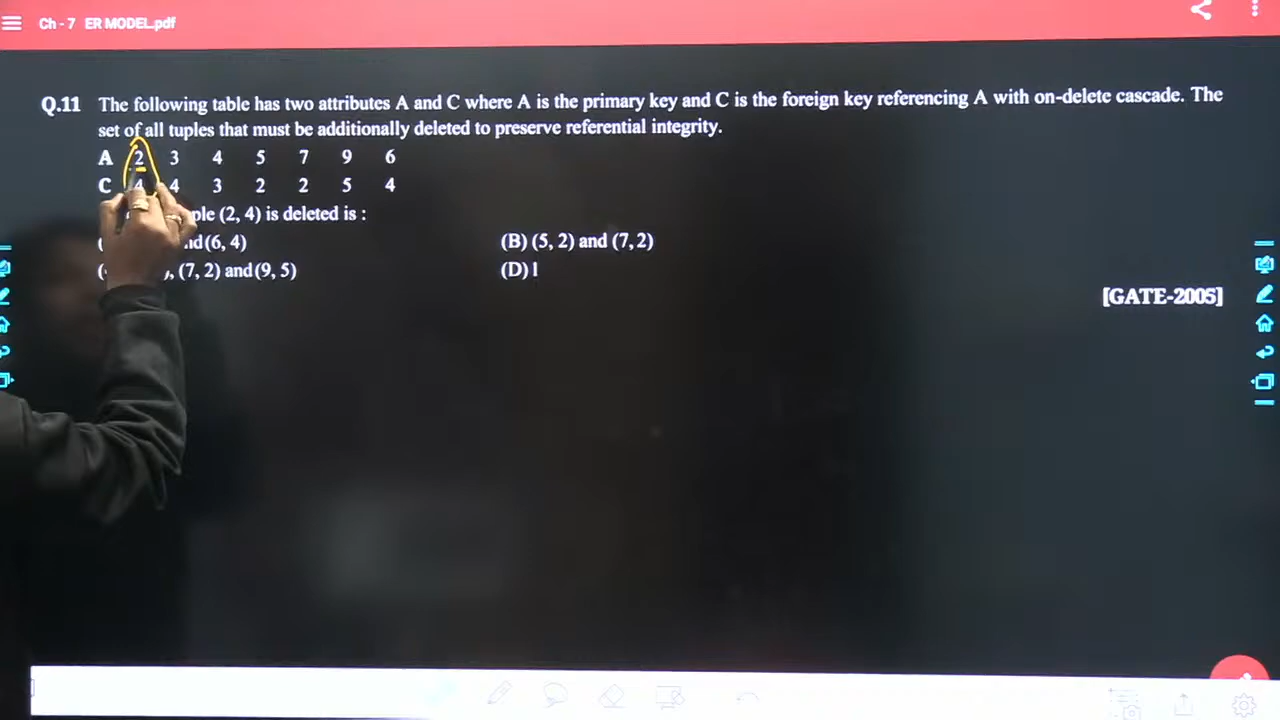 Ch - 7 ER MODEL.pdf
Q.11 The following table has two attributes A and C where A is the primary key and C is the foreign key referencing A with on-delete cascade. The
set of all tuples that must be additionally deleted to preserve referential integrity.
A 2 3 4 5 7 9 6
C 4 4 3 2 2 5 4
(2, 4) is deleted is :
(6, 4)
(B) (5, 2) and (7, 2)
, (7, 2) and (9, 5)
(D) l
[GATE-2005]